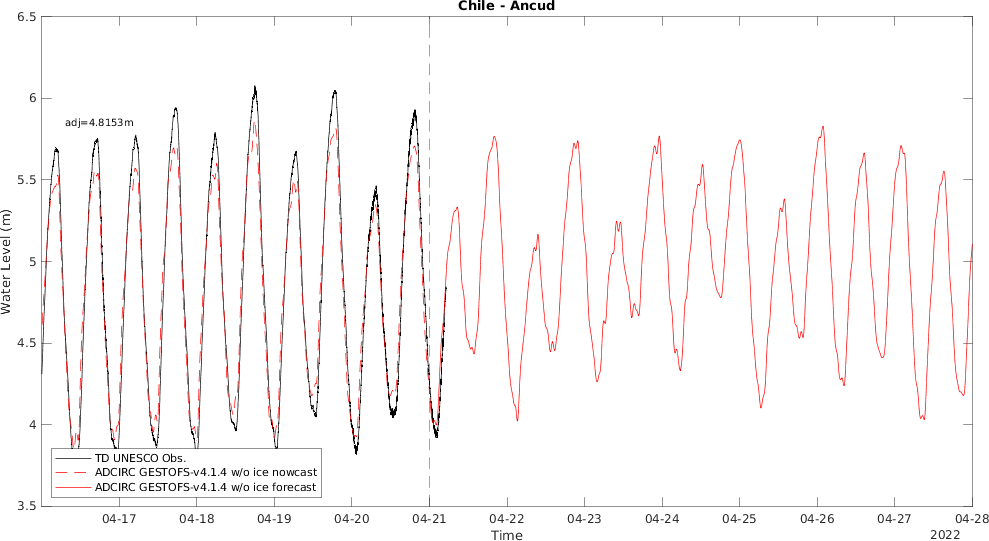 Chile - Ancud
6.5
6
5.5
5
4.5
4
3.5
Water Level (m)
adj=4.8153m
TD UNESCO Obs.
ADCIRC GESTOFS-v4.1.4 w/o ice nowcast
ADCIRC GESTOFS-v4.1.4 w/o ice forecast
04-17 04-18 04-19 04-20 04-21 04-22 04-23 04-24 04-25 04-26 04-27 04-28
Time
2022